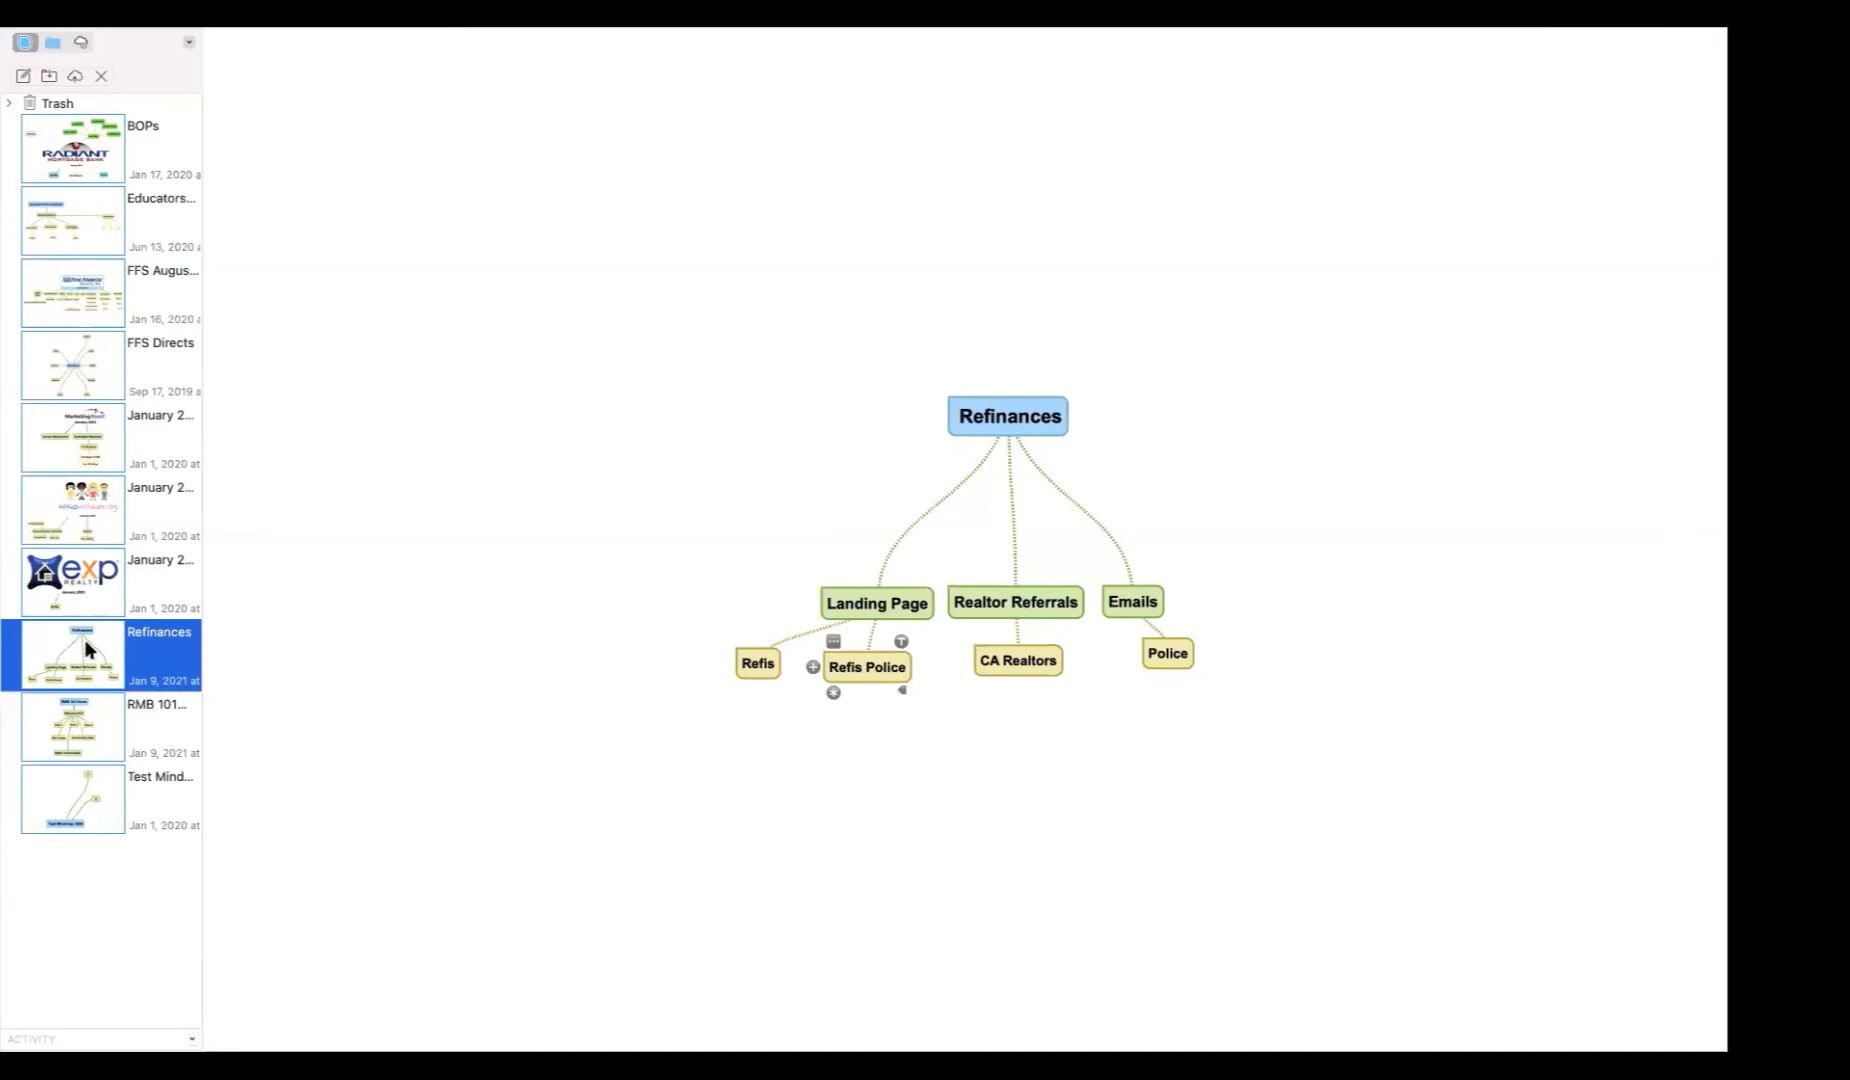 Trash
BOPs
RADIANT
MORTGAGE BANK
Jan 17, 2020 a
Educators...
Jun 13, 2020
FFS Augus...
Jan 16, 2020
FFS Directs
Sep 17, 2019 a
January 2...
Jan 1, 2020 at
January 2...
Jan 1, 2020 at
exp
REALTY
January 2...
Jan 1, 2020 at
Refinances
Jan 9, 2021 at
RMB 101...
Jan 9, 2021 at
Test Mind...
Jan 1, 2020 at
ACTIVITY
Refinances
Landing Page
Realtor Referrals
Emails
Refis
Refis Police
CA Realtors
Police